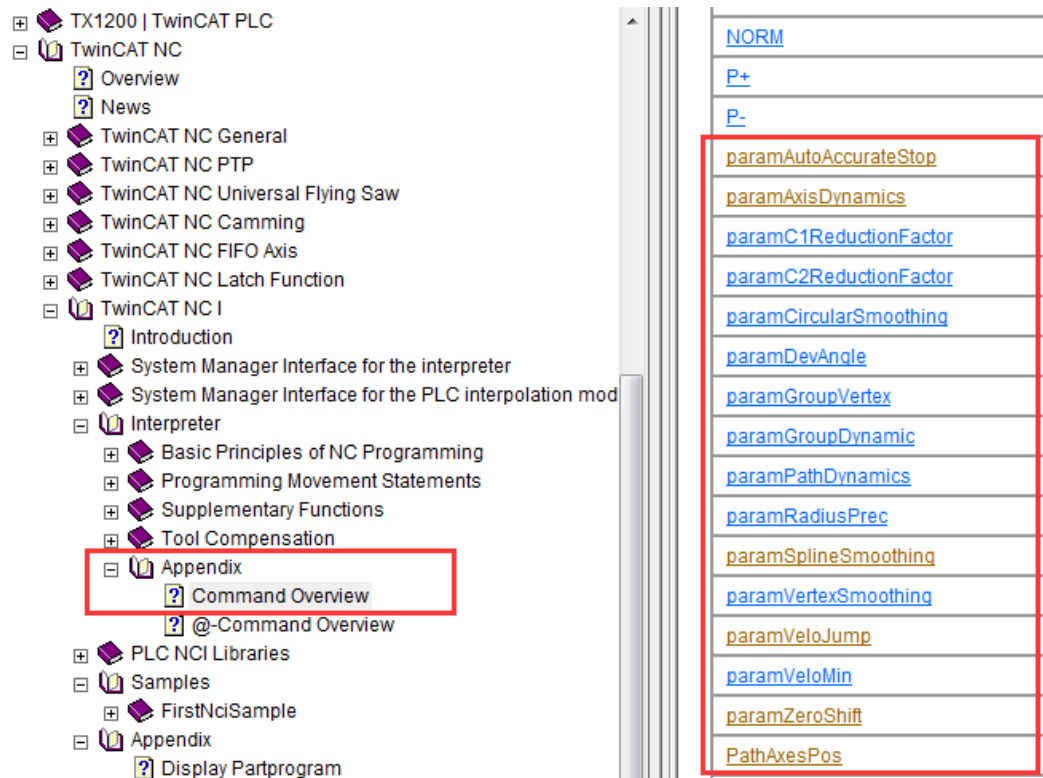 TX1200 | TwinCAT PLC
TwinCAT NC
Overview
News
TwinCAT NC General
TwinCAT NC PTP
TwinCAT NC Universal Flying Saw
TwinCAT NC Camming
TwinCAT NC FIFO Axis
TwinCAT NC Latch Function
TwinCAT NC I
Introduction
System Manager Interface for the interpreter
System Manager Interface for the PLC interpolation mod
Interpreter
Basic Principles of NC Programming
Programming Movement Statements
Supplementary Functions
Tool Compensation
Appendix
Command Overview
@-Command Overview
PLC NCI Libraries
Samples
FirstNciSample
Appendix
Display Partprogram
NORM
P+
P-
paramAutoAccurateStop
paramAxisDynamics
paramC1ReductionFactor
paramC2ReductionFactor
paramCircularSmoothing
paramDevAngle
paramGroupVertex
paramGroupDynamic
paramPathDynamics
paramRadiusPrec
paramSplineSmoothing
paramVertexSmoothing
paramVeloJump
paramVeloMin
paramZeroShift
PathAxesPos